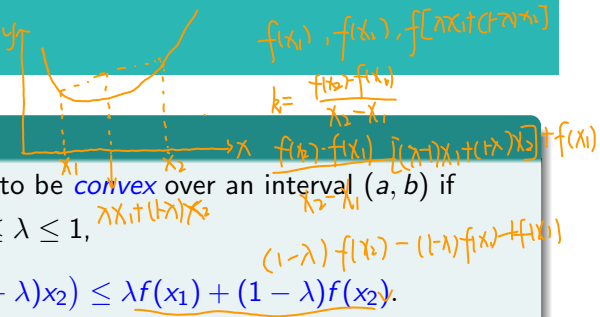 y
f(x₁), f(x₂), f[λx₁+(1-λ)x₂]
k = f(x₂)-f(x₁) / x₂-x₁
x₁ x₂ x
f(x₂)-f(x₁) / x₂-x₁ [(λ-1)x₁+(1-λ)x₂] + f(x₁)
to be convex over an interval (a, b) if
λx₁+(1-λ)x₂
≤ λ ≤ 1,
(1-λ)f(x₂) - (1-λ)f(x₁)+f(x₁)
- λ)x₂) ≤ λf(x₁) + (1 - λ)f(x₂).